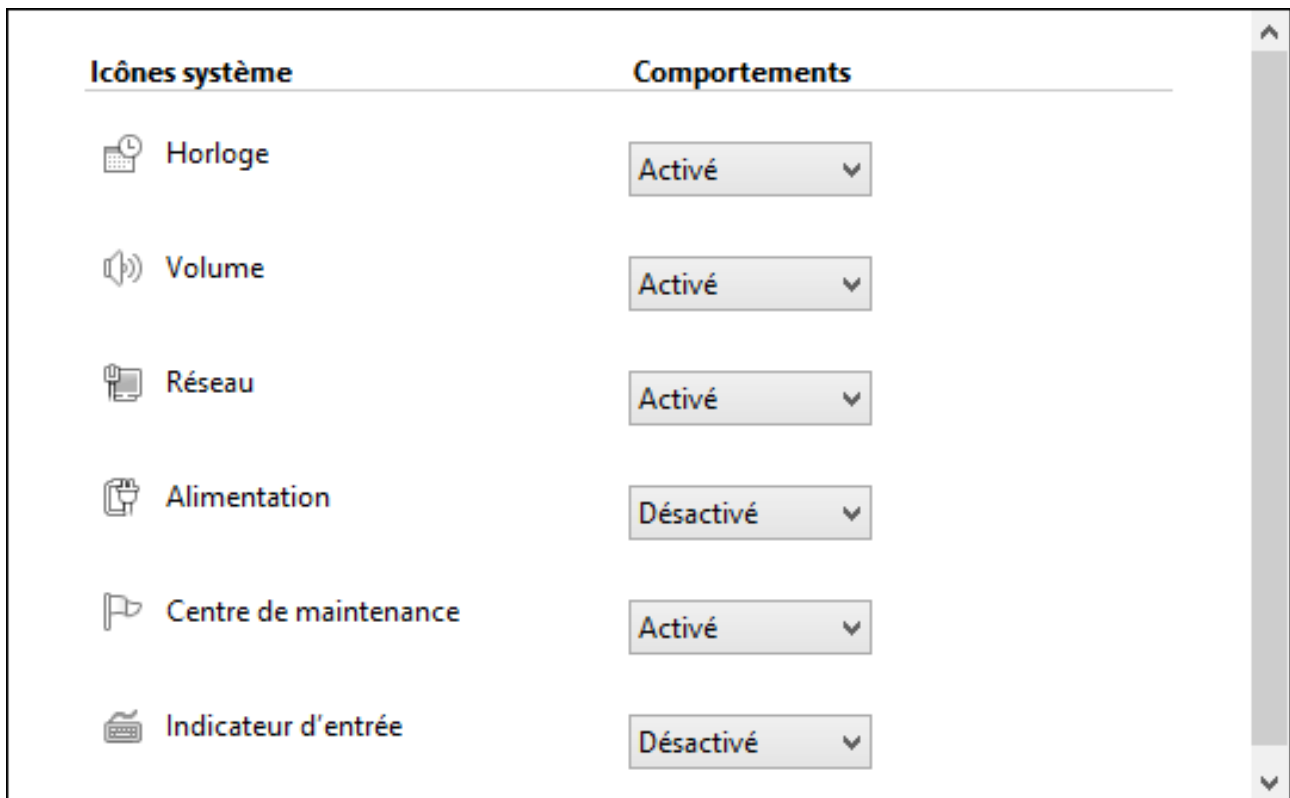 Icônes système Comportements
Horloge Activé
Volume Activé
Réseau Activé
Alimentation Désactivé
Centre de maintenance Activé
Indicateur d’entrée Désactivé